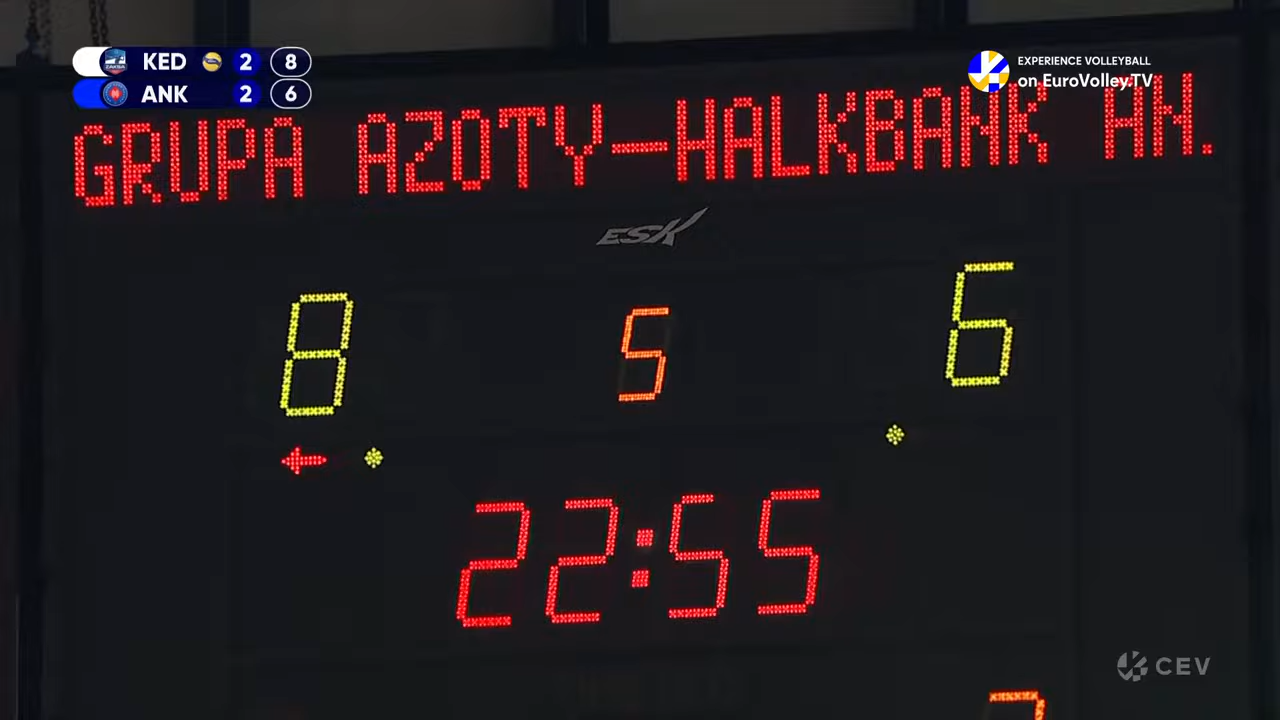 KED 2 8
ANK 2 6
EXPERIENCE VOLLEYBALL
on EuroVolley.TV
GRUPA AZOTY-HALKBANK AN.
ESK
8 5 6
22:55
CEV